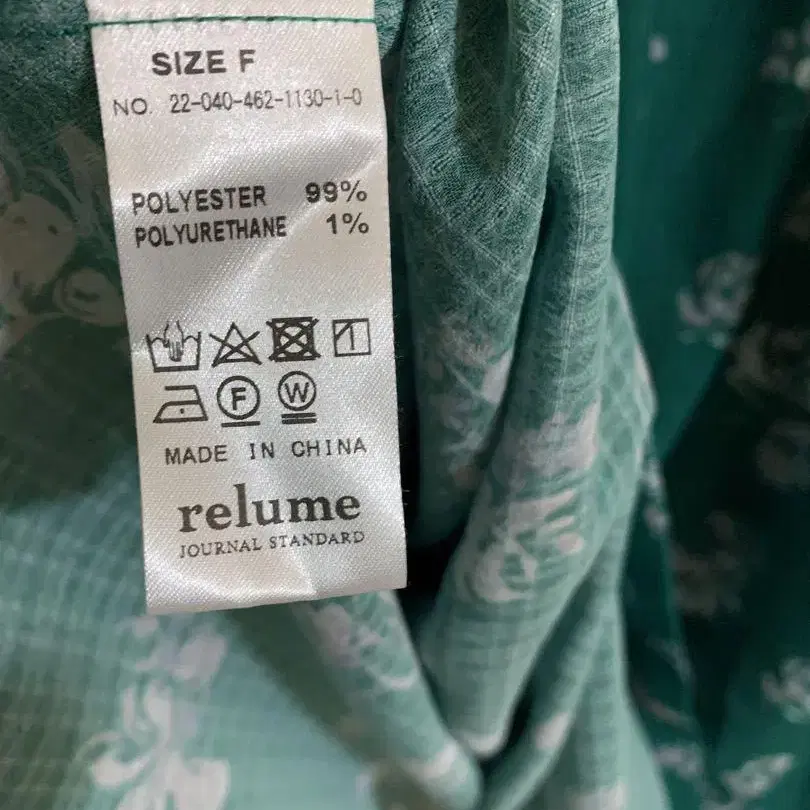 SIZE F
NO. 22-040-462-1130-1-0
POLYESTER 99%
POLYURETHANE 1%
F W
MADE IN CHINA
relume
JOURNAL STANDARD